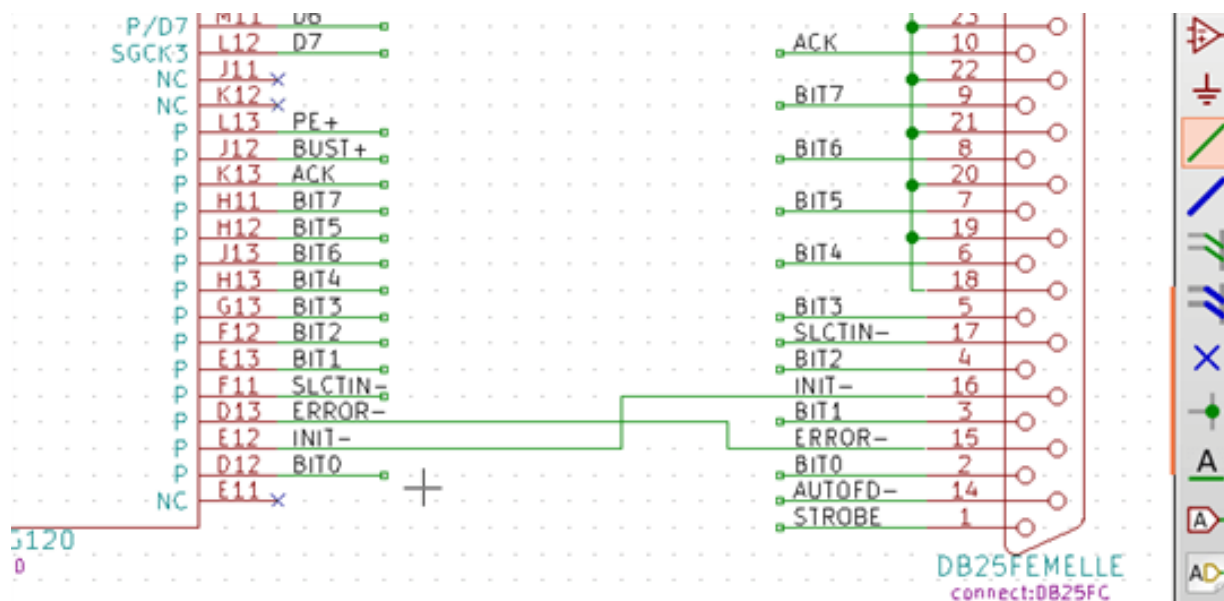 P/D7 M11 D6
SGCK3 L12 D7
NC J11
NC K12
P L13 PE+
P J12 BUST+
P K13 ACK
P H11 BIT7
P H12 BIT5
P J13 BIT6
P H13 BIT4
P G13 BIT3
P F12 BIT2
P E13 BIT1
P F11 SLCTIN-
P D13 ERROR-
P E12 INIT-
P D12 BIT0
NC E11
G120
23
ACK 10
22
BIT7 9
21
BIT6 8
20
BIT5 7
19
BIT4 6
18
BIT3 5
SLCTIN- 17
BIT2 4
INIT- 16
BIT1 3
ERROR- 15
BIT0 2
AUTOFD- 14
STROBE 1
DB25FEMELLE
connect:DB25FC
A
A
AD